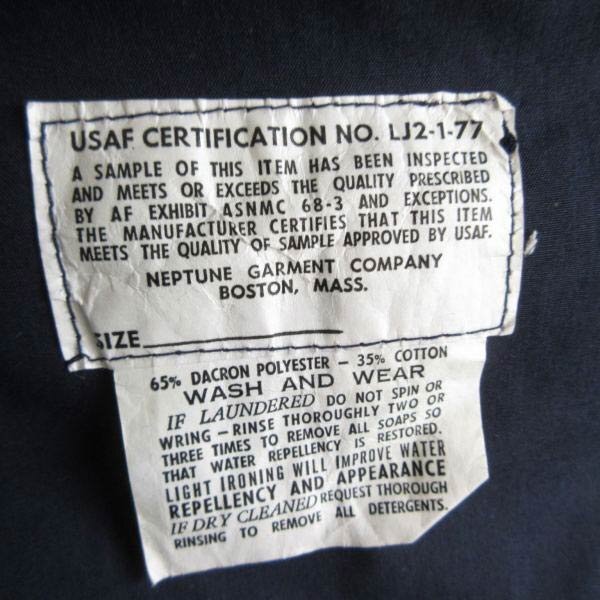 USAF CERTIFICATION NO. LJ2-1-77
A SAMPLE OF THIS ITEM HAS BEEN INSPECTED
AND MEETS OR EXCEEDS THE QUALITY PRESCRIBED
BY AF EXHIBIT ASNMC 68-3 AND EXCEPTIONS.
THE MANUFACTURER CERTIFIES THAT THIS ITEM
MEETS THE QUALITY OF SAMPLE APPROVED BY USAF.
NEPTUNE GARMENT COMPANY
BOSTON, MASS.
SIZE
65% DACRON POLYESTER – 35% COTTON
WASH AND WEAR
IF LAUNDERED DO NOT SPIN OR
WRING – RINSE THOROUGHLY TWO OR
THREE TIMES TO REMOVE ALL SOAPS SO
THAT WATER REPELLENCY IS RESTORED.
LIGHT IRONING WILL IMPROVE WATER
REPELLENCY AND APPEARANCE
IF DRY CLEANED REQUEST THOROUGH
RINSING TO REMOVE ALL DETERGENTS.